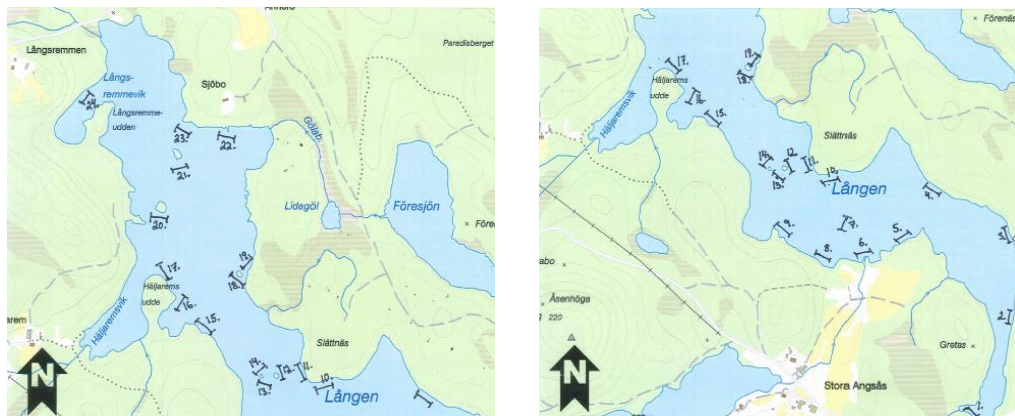 Långsremmen
Paradisberget
Långs-
remmevik
Sjöbo
24.
Långsremme-
udden
Gölab
23.
22.
21.
Lidegöl
Föresjön
20.
17.
Häljarems
udde
18.
16.
Häljaremsvik
15.
Slättnäs
14.
12.
11.
13.
10.
N
Lången
Förenäs
17.
18.
Häljarems
udde
16.
15.
Häljaremsvik
Slättnäs
14.
12.
11.
13.
10.
Lången
4.
9.
7.
5.
3.
8.
6.
Åsenhöga
220
2.
Gretas
N
Stora Angsås
1.